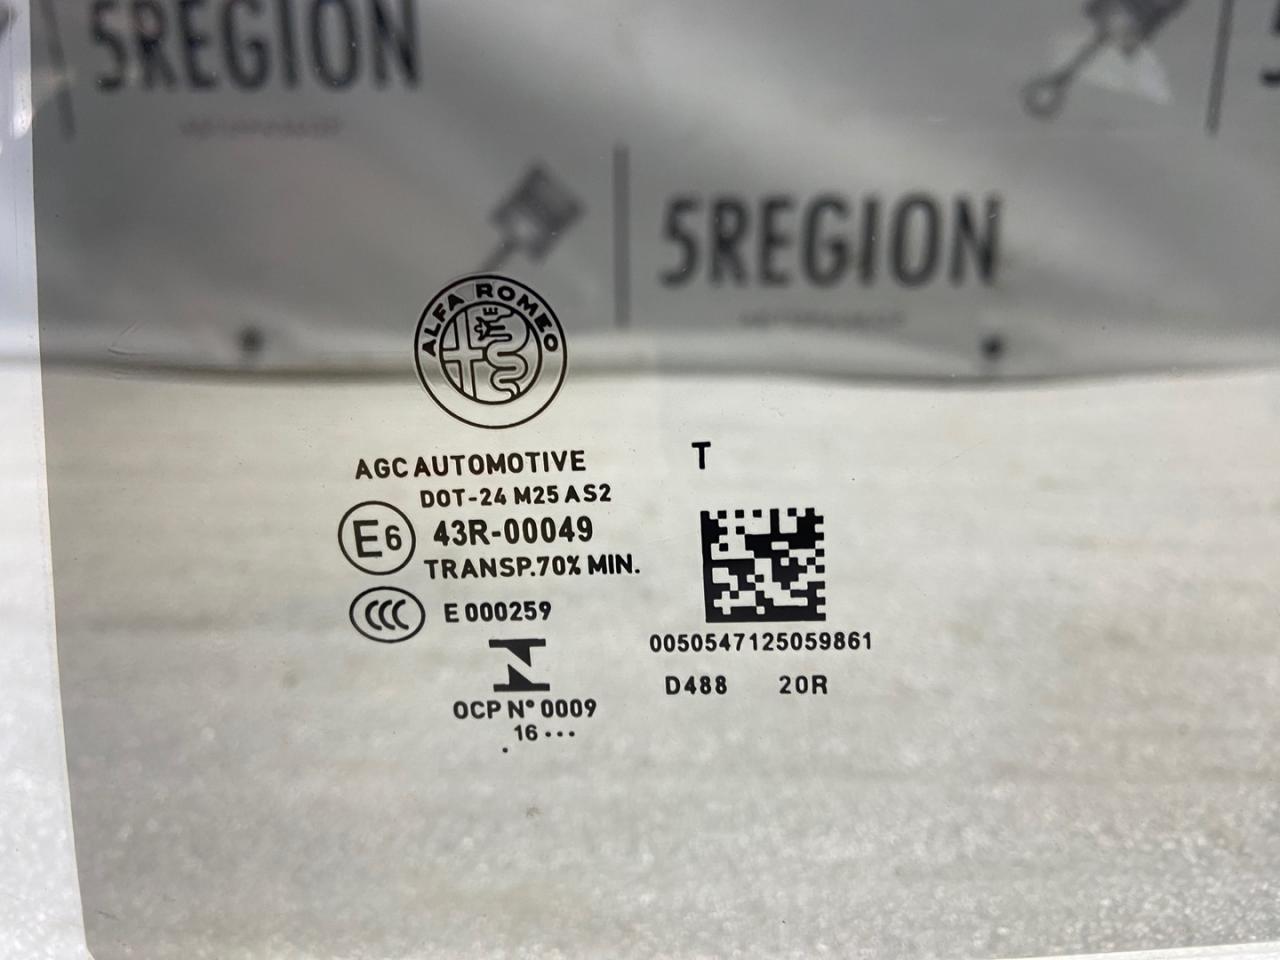 5REGION
5REGION
ALFA ROMEO
AGC AUTOMOTIVE
T
DOT-24 M25 AS2
E6 43R-00049
TRANSP.70% MIN.
CCC E 000259
0050547125059861
D488 20R
OCP N° 0009
. 16 •••